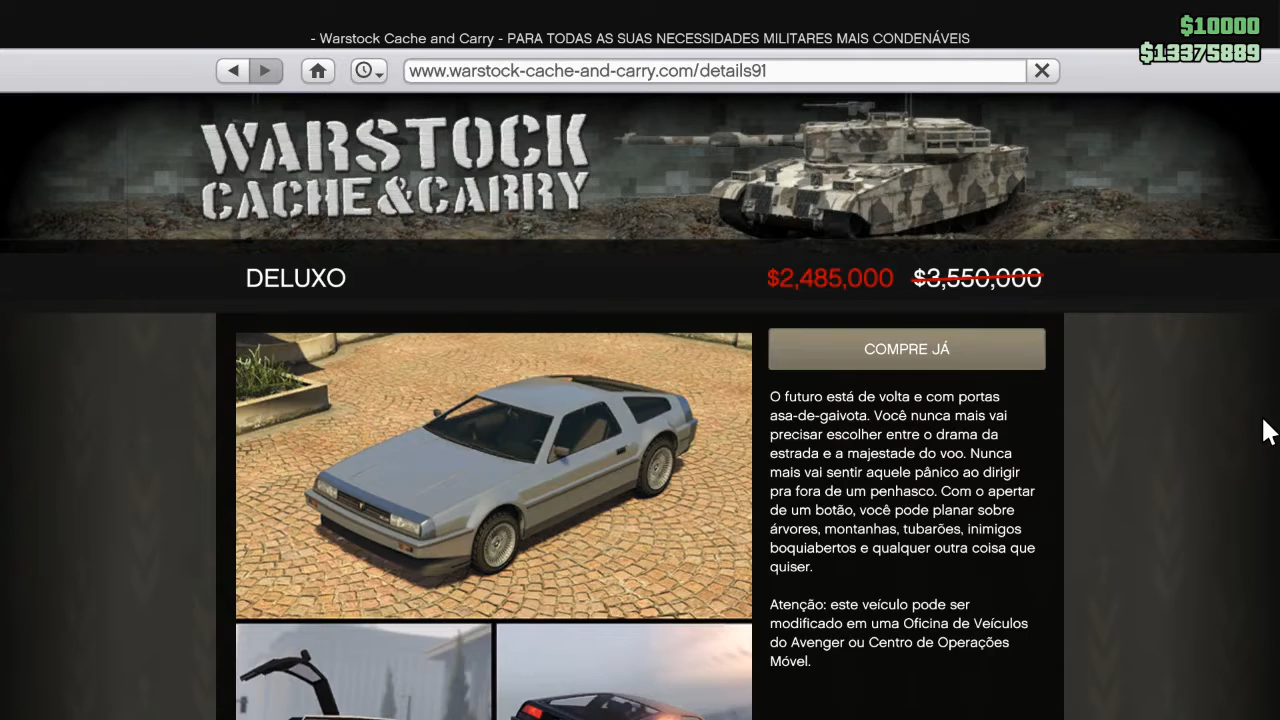 - Warstock Cache and Carry - PARA TODAS AS SUAS NECESSIDADES MILITARES MAIS CONDENÁVEIS
$10000
$13375889
www.warstock-cache-and-carry.com/details91
WARSTOCK
CACHE&CARRY
DELUXO
$2,485,000 $3,550,000
COMPRE JÁ
O futuro está de volta e com portas
asa-de-gaivota. Você nunca mais vai
precisar escolher entre o drama da
estrada e a majestade do voo. Nunca
mais vai sentir aquele pânico ao dirigir
pra fora de um penhasco. Com o apertar
de um botão, você pode planar sobre
árvores, montanhas, tubarões, inimigos
boquiabertos e qualquer outra coisa que
quiser.
Atenção: este veículo pode ser
modificado em uma Oficina de Veículos
do Avenger ou Centro de Operações
Móvel.